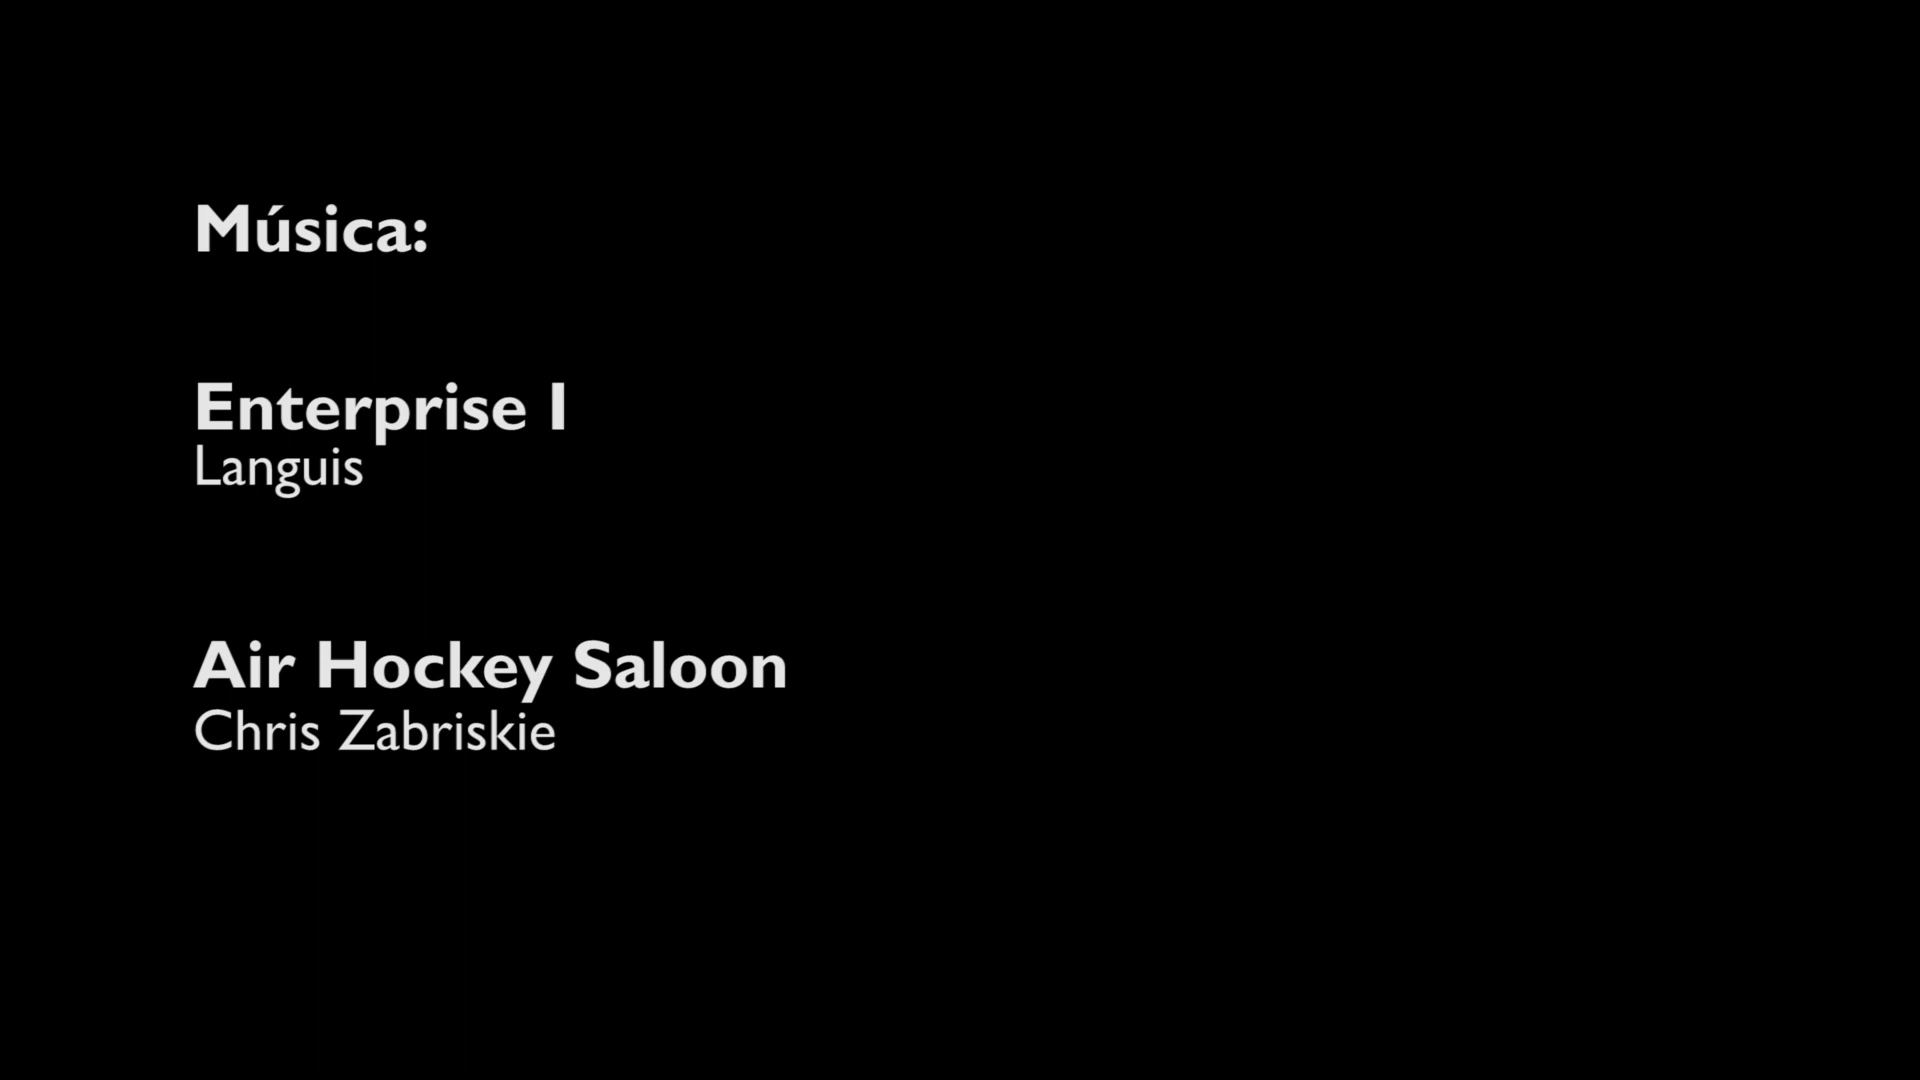 Música:
Enterprise I
Languis
Air Hockey Saloon
Chris Zabriskie